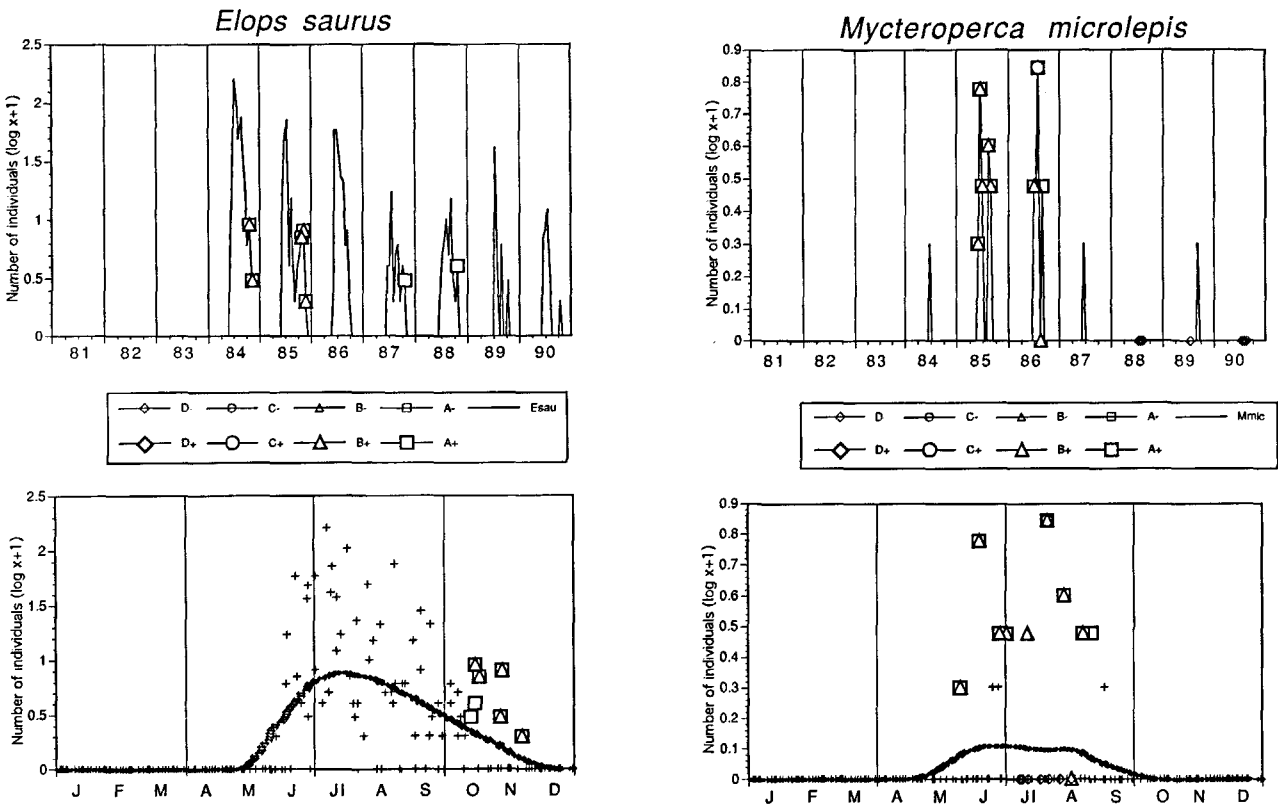 Elops saurus
Mycteroperca microlepis
Number of individuals (log x+1)
2.5
2
1.5
1
0.5
0
81 82 83 84 85 86 87 88 89 90
Number of individuals (log x+1)
0.9
0.8
0.7
0.6
0.5
0.4
0.3
0.2
0.1
0
81 82 83 84 85 86 87 88 89 90
D- C- B- A- Esau
D+ C+ B+ A+
D C- B- A- Mmic
D+ C+ B+ A+
Number of individuals (log x+1)
2.5
2
1.5
1
0.5
0
J F M A M J Jl A S O N D
Number of individuals (log x+1)
0.9
0.8
0.7
0.6
0.5
0.4
0.3
0.2
0.1
0
J F M A M J Jl A S O N D